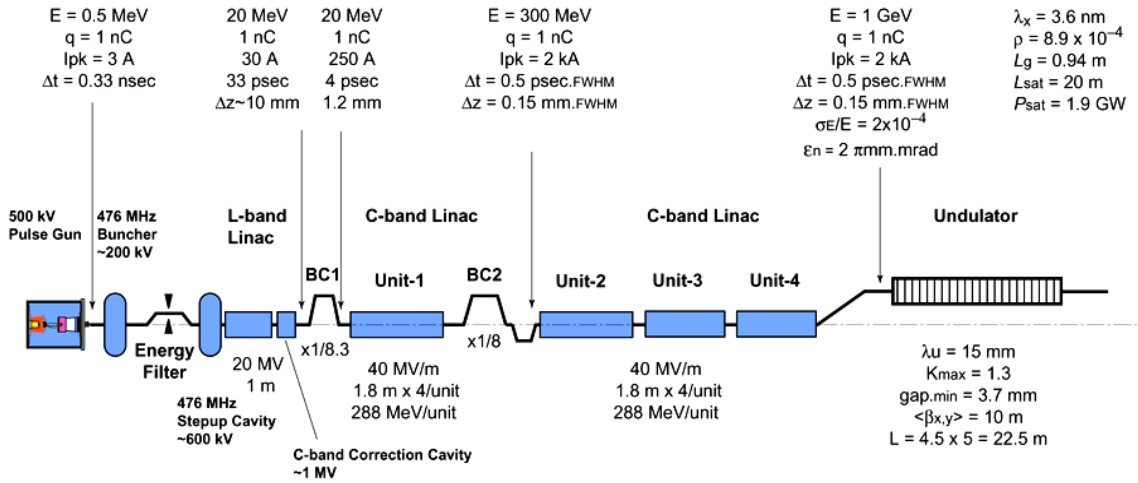 E = 0.5 MeV
q = 1 nC
Ipk = 3 A
Δt = 0.33 nsec
20 MeV
1 nC
30 A
33 psec
Δz~10 mm
20 MeV
1 nC
250 A
4 psec
1.2 mm
E = 300 MeV
q = 1 nC
Ipk = 2 kA
Δt = 0.5 psec.FWHM
Δz = 0.15 mm.FWHM
E = 1 GeV
q = 1 nC
Ipk = 2 kA
Δt = 0.5 psec.FWHM
Δz = 0.15 mm.FWHM
σE/E = 2x10⁻⁴
εn = 2 πmm.mrad
λx = 3.6 nm
ρ = 8.9 x 10⁻⁴
Lg = 0.94 m
Lsat = 20 m
Psat = 1.9 GW
500 kV
Pulse Gun
476 MHz
Buncher
~200 kV
L-band
Linac
C-band Linac
C-band Linac
Undulator
BC1
Unit-1
BC2
Unit-2
Unit-3
Unit-4
Energy
Filter
20 MV
1 m
x1/8.3
x1/8
40 MV/m
1.8 m x 4/unit
288 MeV/unit
40 MV/m
1.8 m x 4/unit
288 MeV/unit
λu = 15 mm
Kmax = 1.3
gap.min = 3.7 mm
<βx,y> = 10 m
L = 4.5 x 5 = 22.5 m
476 MHz
Stepup Cavity
~600 kV
C-band Correction Cavity
~1 MV